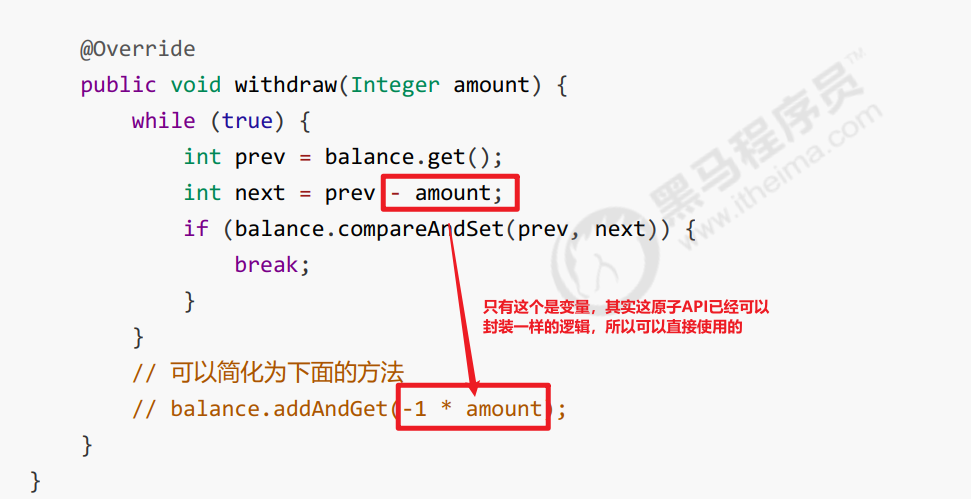 @Override
public void withdraw(Integer amount) {
while (true) {
int prev = balance.get();
int next = prev - amount;
if (balance.compareAndSet(prev, next)) {
break;
}
只有这个是变量，其实这原子API已经可以
封装一样的逻辑，所以可以直接使用的
}
// 可以简化为下面的方法
// balance.addAndGet(-1 * amount);
}
}
黑马程序员™
www.itheima.com